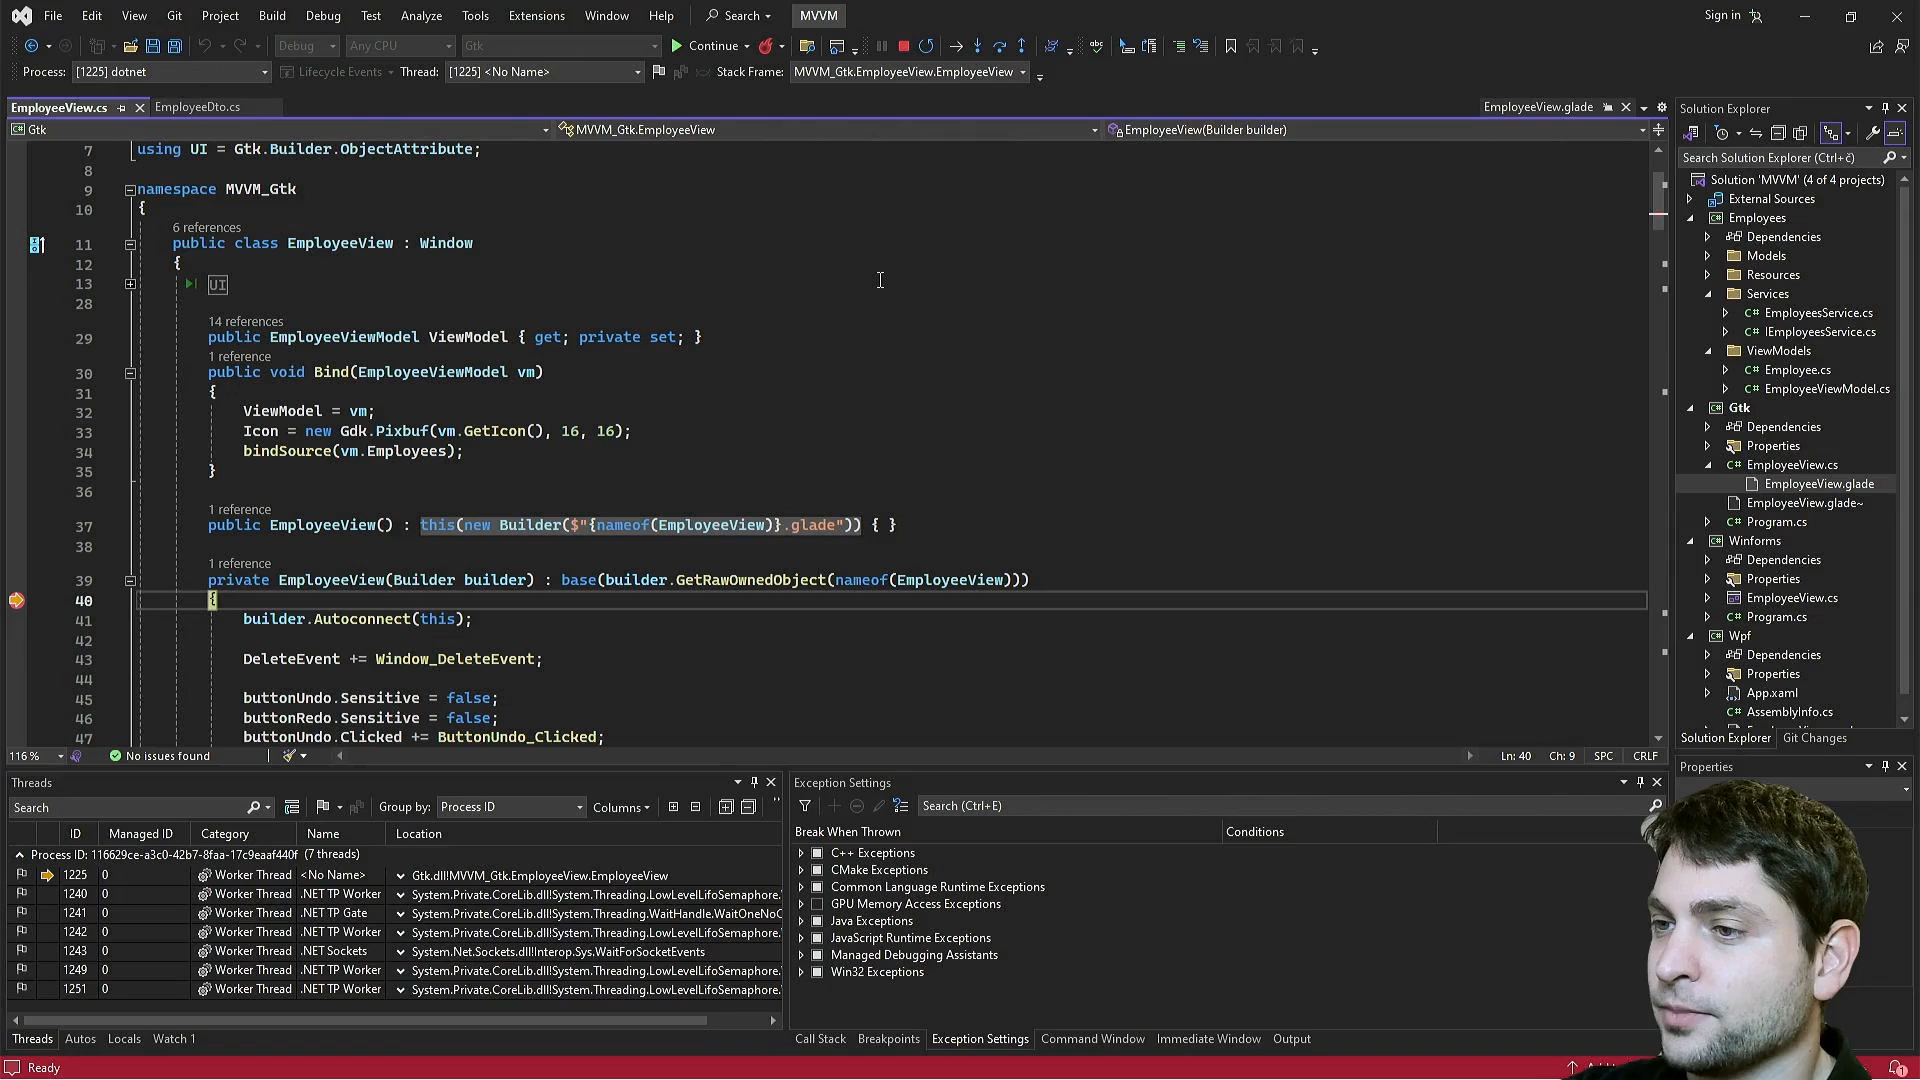 File Edit View Git Project Build Debug Test Analyze Tools Extensions Window Help Search MVVM Sign in
Debug Any CPU Gtk Continue
Process: [1225] dotnet Lifecycle Events Thread: [1225] <No Name> Stack Frame: MVVM_Gtk.EmployeeView.EmployeeView
EmployeeView.cs EmployeeDto.cs EmployeeView.glade
Gtk MVVM_Gtk.EmployeeView EmployeeView(Builder builder)
7 using UI = Gtk.Builder.ObjectAttribute;
8
9 namespace MVVM_Gtk
10 {
6 references
11 public class EmployeeView : Window
12 {
13 UI
28
14 references
29 public EmployeeViewModel ViewModel { get; private set; }
1 reference
30 public void Bind(EmployeeViewModel vm)
31 {
32 ViewModel = vm;
33 Icon = new Gdk.Pixbuf(vm.GetIcon(), 16, 16);
34 bindSource(vm.Employees);
35 }
36
1 reference
37 public EmployeeView() : this(new Builder($"{nameof(EmployeeView)}.glade")) { }
38
1 reference
39 private EmployeeView(Builder builder) : base(builder.GetRawOwnedObject(nameof(EmployeeView)))
40 {
41 builder.Autoconnect(this);
42
43 DeleteEvent += Window_DeleteEvent;
44
45 buttonUndo.Sensitive = false;
46 buttonRedo.Sensitive = false;
47 buttonUndo.Clicked += ButtonUndo_Clicked;
116 % No issues found Ln: 40 Ch: 9 SPC CRLF
Solution Explorer
Search Solution Explorer (Ctrl+č)
Solution 'MVVM' (4 of 4 projects)
External Sources
Employees
Dependencies
Models
Resources
Services
C# EmployeesService.cs
C# IEmployeesService.cs
ViewModels
C# Employee.cs
C# EmployeeViewModel.cs
Gtk
Dependencies
Properties
C# EmployeeView.cs
EmployeeView.glade
EmployeeView.glade~
C# Program.cs
Winforms
Dependencies
Properties
EmployeeView.cs
C# Program.cs
Wpf
Dependencies
Properties
App.xaml
C# AssemblyInfo.cs
Solution Explorer Git Changes
Properties
Threads
Search Group by: Process ID Columns
ID Managed ID Category Name Location
Process ID: 116629ce-a3c0-42b7-8faa-17c9eaaf440f (7 threads)
1225 0 Worker Thread <No Name> Gtk.dll!MVVM_Gtk.EmployeeView.EmployeeView
1240 0 Worker Thread .NET TP Worker System.Private.CoreLib.dll!System.Threading.LowLevelLifoSemaphore.
1241 0 Worker Thread .NET TP Gate System.Private.CoreLib.dll!System.Threading.WaitHandle.WaitOneNoC
1242 0 Worker Thread .NET TP Worker System.Private.CoreLib.dll!System.Threading.LowLevelLifoSemaphore.
1243 0 Worker Thread .NET Sockets System.Net.Sockets.dll!Interop.Sys.WaitForSocketEvents
1249 0 Worker Thread .NET TP Worker System.Private.CoreLib.dll!System.Threading.LowLevelLifoSemaphore.
1251 0 Worker Thread .NET TP Worker System.Private.CoreLib.dll!System.Threading.LowLevelLifoSemaphore.
Threads Autos Locals Watch 1
Exception Settings
Search (Ctrl+E)
Break When Thrown Conditions
C++ Exceptions
CMake Exceptions
Common Language Runtime Exceptions
GPU Memory Access Exceptions
Java Exceptions
JavaScript Runtime Exceptions
Managed Debugging Assistants
Win32 Exceptions
Call Stack Breakpoints Exception Settings Command Window Immediate Window Output
Ready